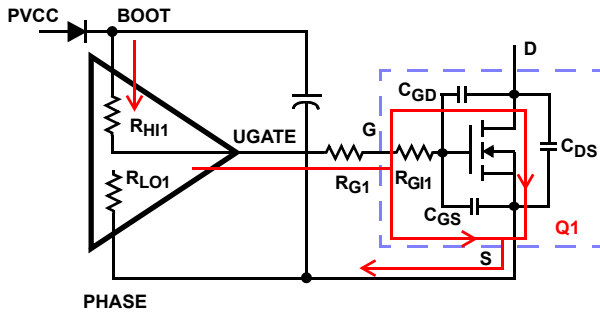 PVCC
BOOT
D
CGD
RHI1
UGATE
G
CDS
RLO1
RG1
RGI1
CGS
Q1
S
PHASE